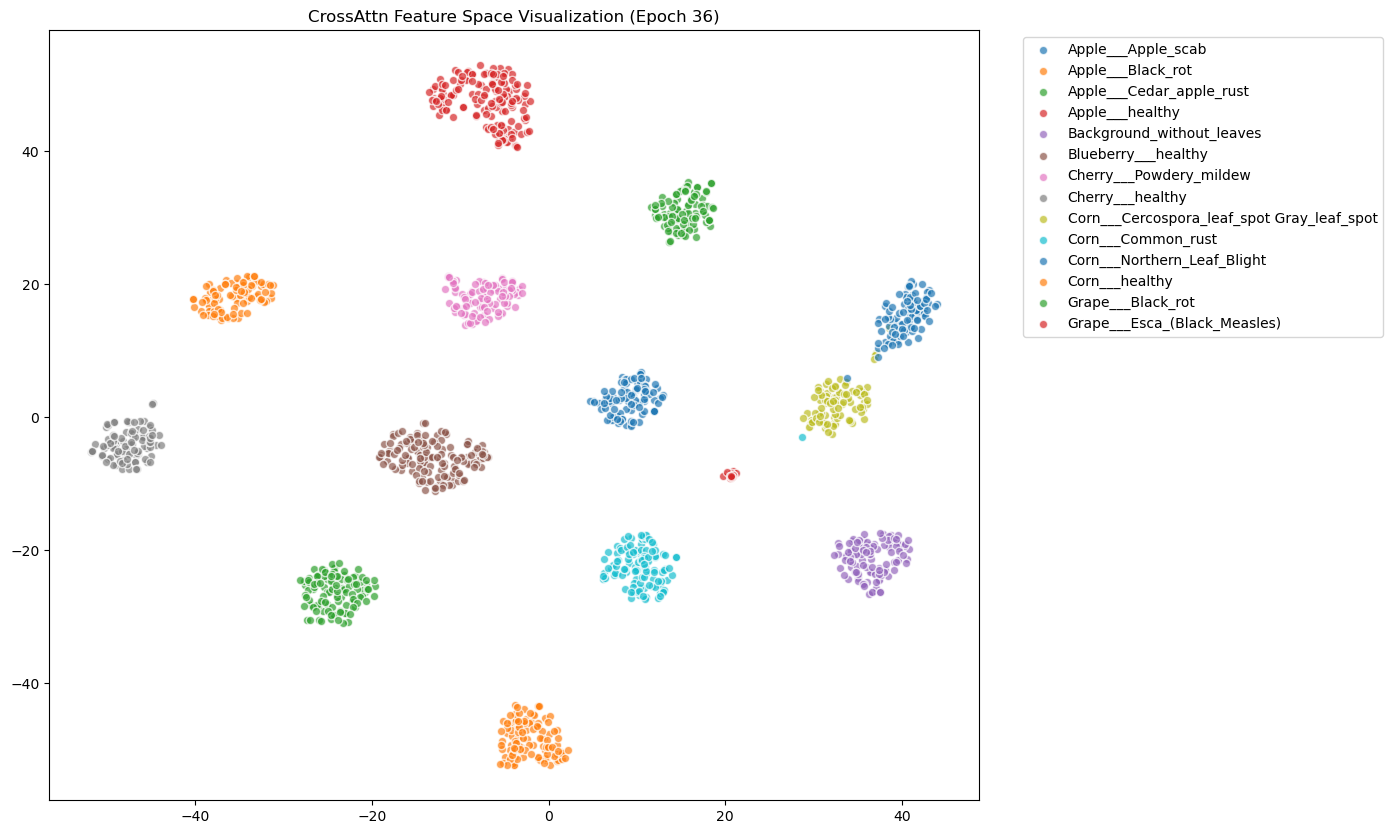 CrossAttn Feature Space Visualization (Epoch 36)
40
20
0
−20
−40
−40
−20
0
20
40
Apple___Apple_scab
Apple___Black_rot
Apple___Cedar_apple_rust
Apple___healthy
Background_without_leaves
Blueberry___healthy
Cherry___Powdery_mildew
Cherry___healthy
Corn___Cercospora_leaf_spot Gray_leaf_spot
Corn___Common_rust
Corn___Northern_Leaf_Blight
Corn___healthy
Grape___Black_rot
Grape___Esca_(Black_Measles)